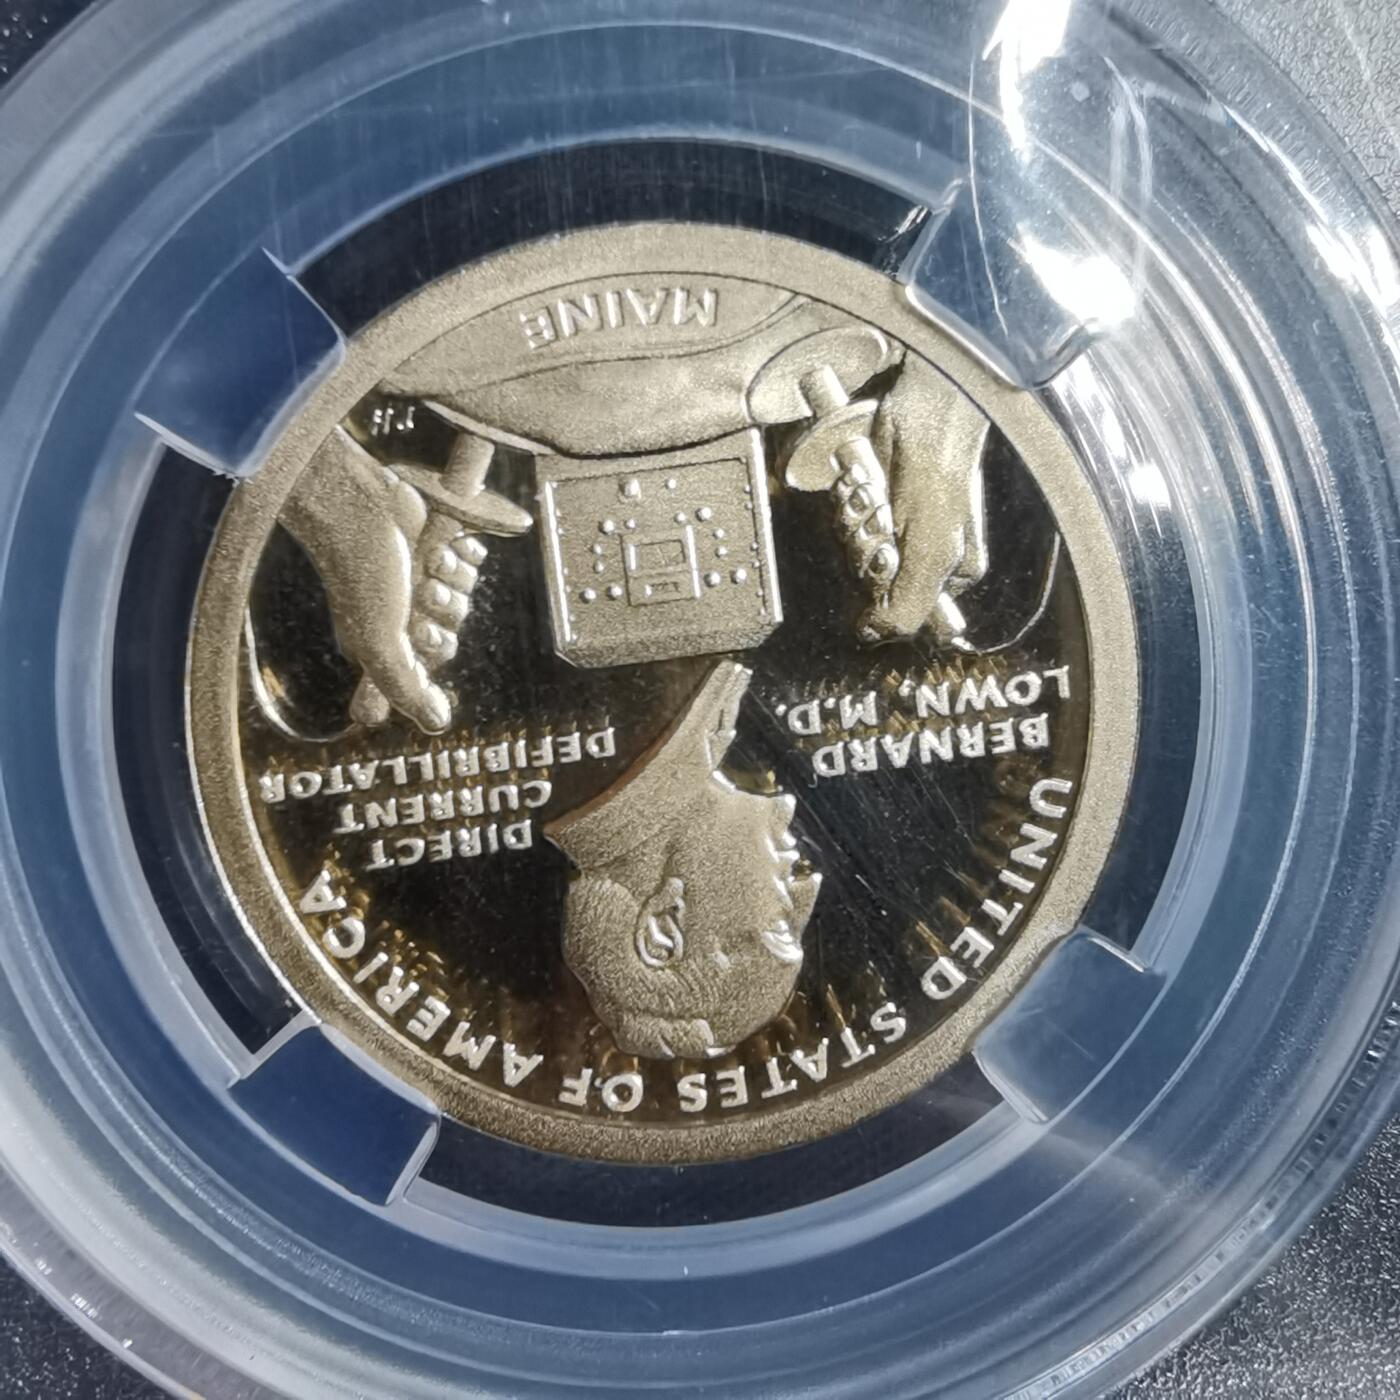 UNITED STATES OF AMERICA
BERNARD
LOWN, M.D.
DIRECT
CURRENT
DEFIBRILLATOR
MAINE